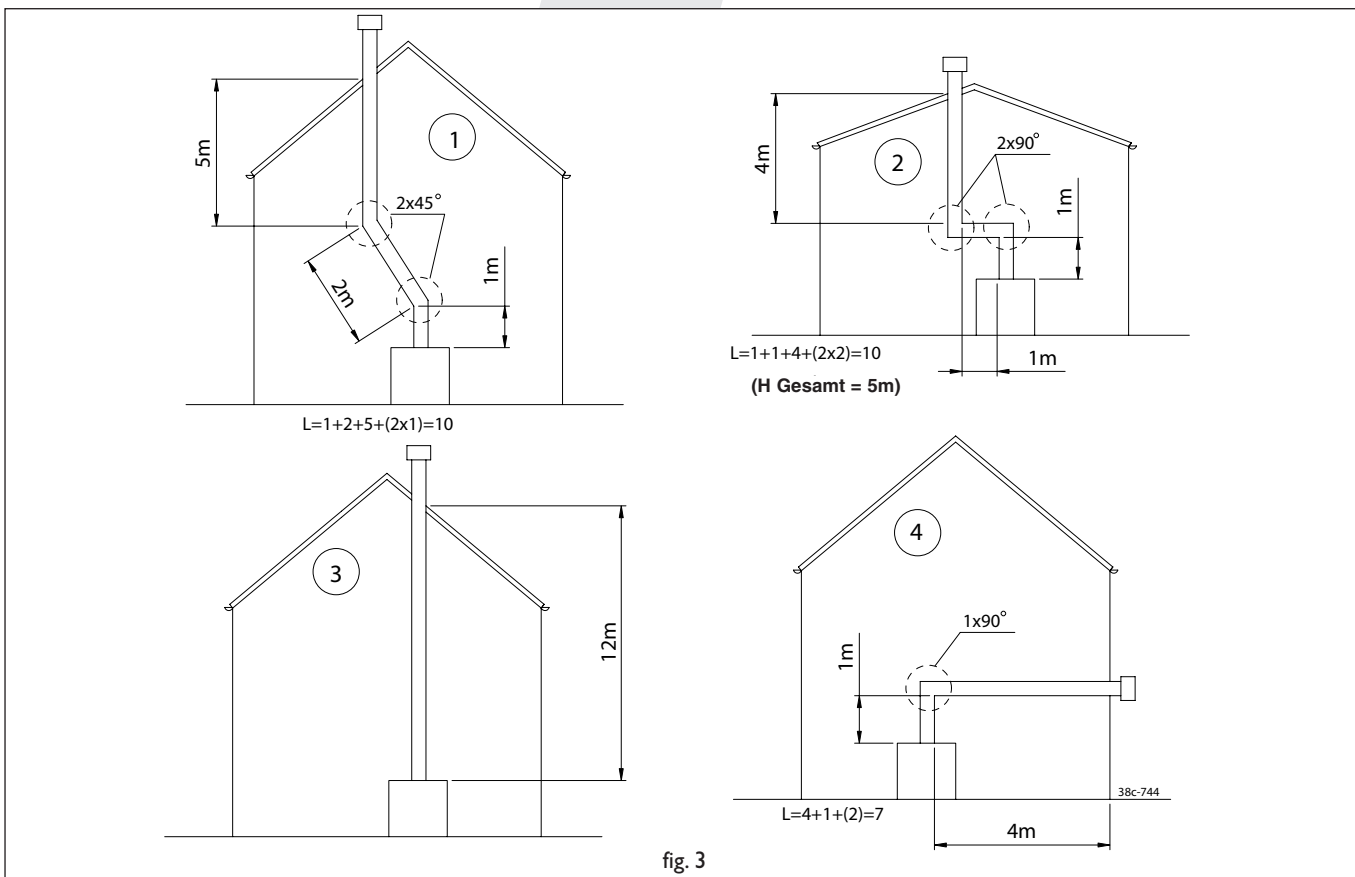 5m
1
2x45°
2m
1m
L=1+2+5+(2x1)=10
4m
2
2x90°
1m
L=1+1+4+(2x2)=10
1m
(H Gesamt = 5m)
3
12m
4
1x90°
1m
38c-744
L=4+1+(2)=7
4m
fig. 3